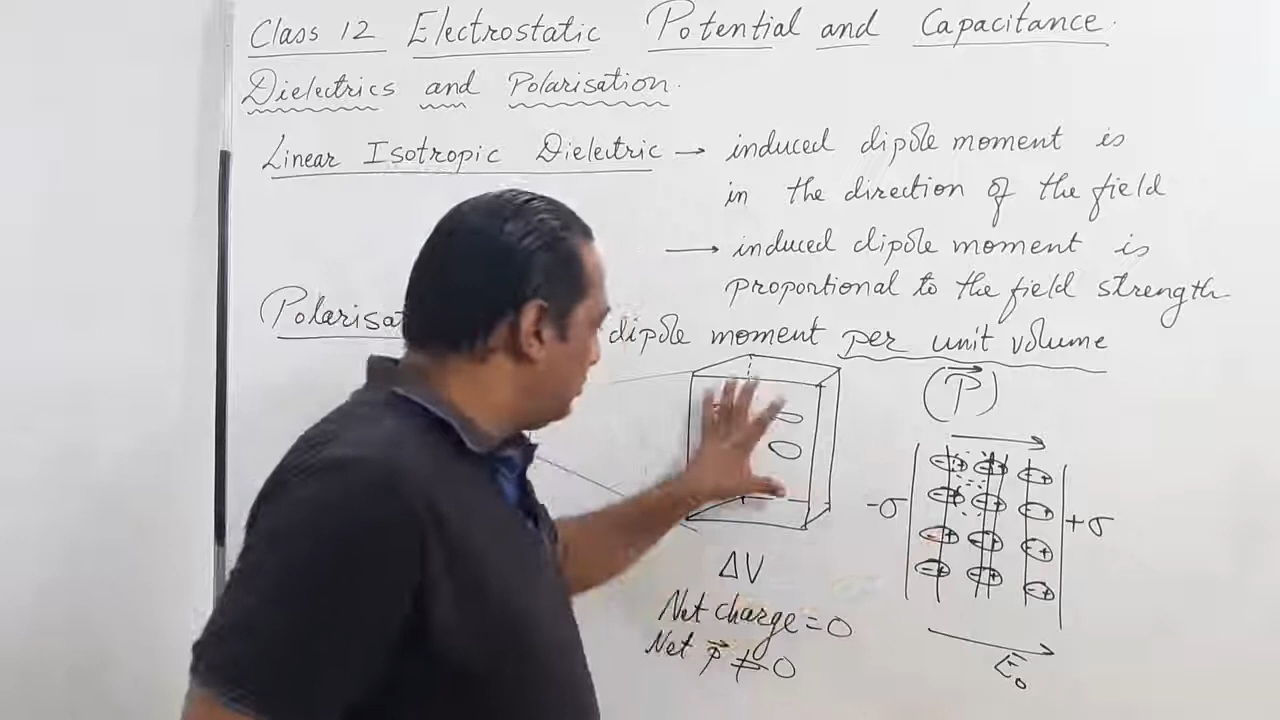 Class 12 Electrostatic Potential and Capacitance.
Dielectrics and Polarisation.
Linear Isotropic Dielectric → induced dipole moment is
in the direction of the field
→ induced dipole moment is
proportional to the field strength
Polarisat dipole moment per unit volume
(P⃗)
-σ
- + - + - +
- + - + - +
- + - + - +
- + - + - +
+σ
ΔV
Net charge = 0
Net p⃗ ≠ 0
E⃗₀